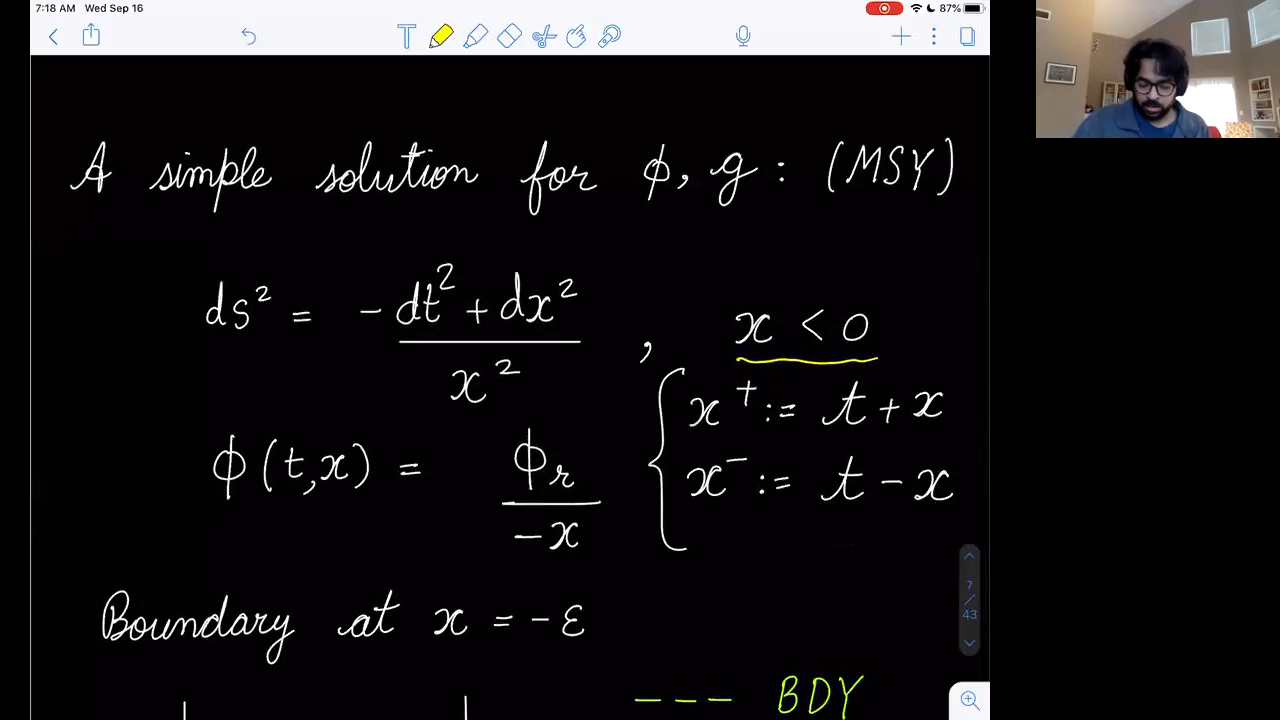 7:18 AM Wed Sep 16
87%
A simple solution for ϕ, g : (MSY)
ds² = (-dt² + dx²)/x² , x < 0
x⁺ := t + x
ϕ(t,x) = ϕᵣ/-x
x⁻ := t - x
Boundary at x = -ε
--- BDY
7
/
43